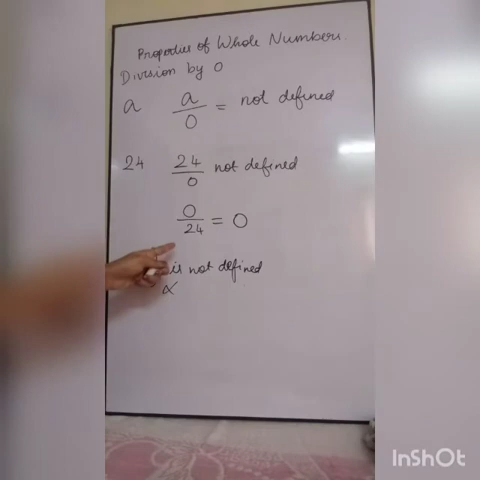 Properties of Whole Numbers.
Division by 0
a a/0 = not defined
24 24/0 not defined
0/24 = 0
is not defined
InShOt